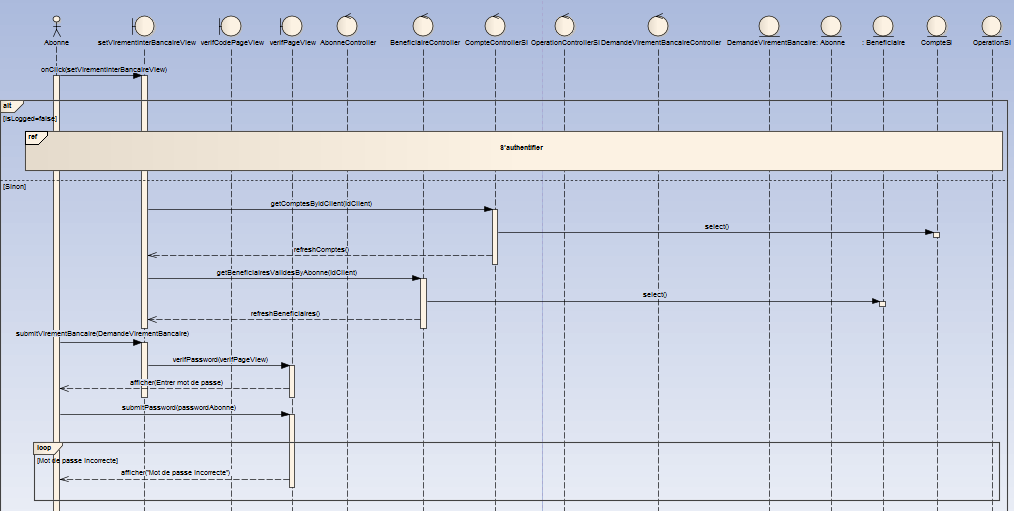 Abonne
setVirementInterBancaireView
verifCodePageView
verifPageView
AbonneController
BeneficiaireController
CompteControllerSI
OperationControllerSI
DemandeVirementBancaireController
DemandeVirementBancaire
: Abonne
: Beneficiaire
CompteSI
OperationSI
onClick(setVirementInterBancaireView)
alt
[isLogged=false]
ref
S'authentifier
[Sinon]
getComptesByIdClient(idClient)
select()
refreshComptes()
getBeneficiairesValidesByAbonne(idClient)
select()
refreshBeneficiaires()
submitVirementBancaire(DemandeVirementBancaire)
verifPassword(verifPageView)
afficher(Entrer mot de passe)
submitPassword(passwordAbonne)
loop
[Mot de passe incorrecte]
afficher("Mot de passe incorrecte")